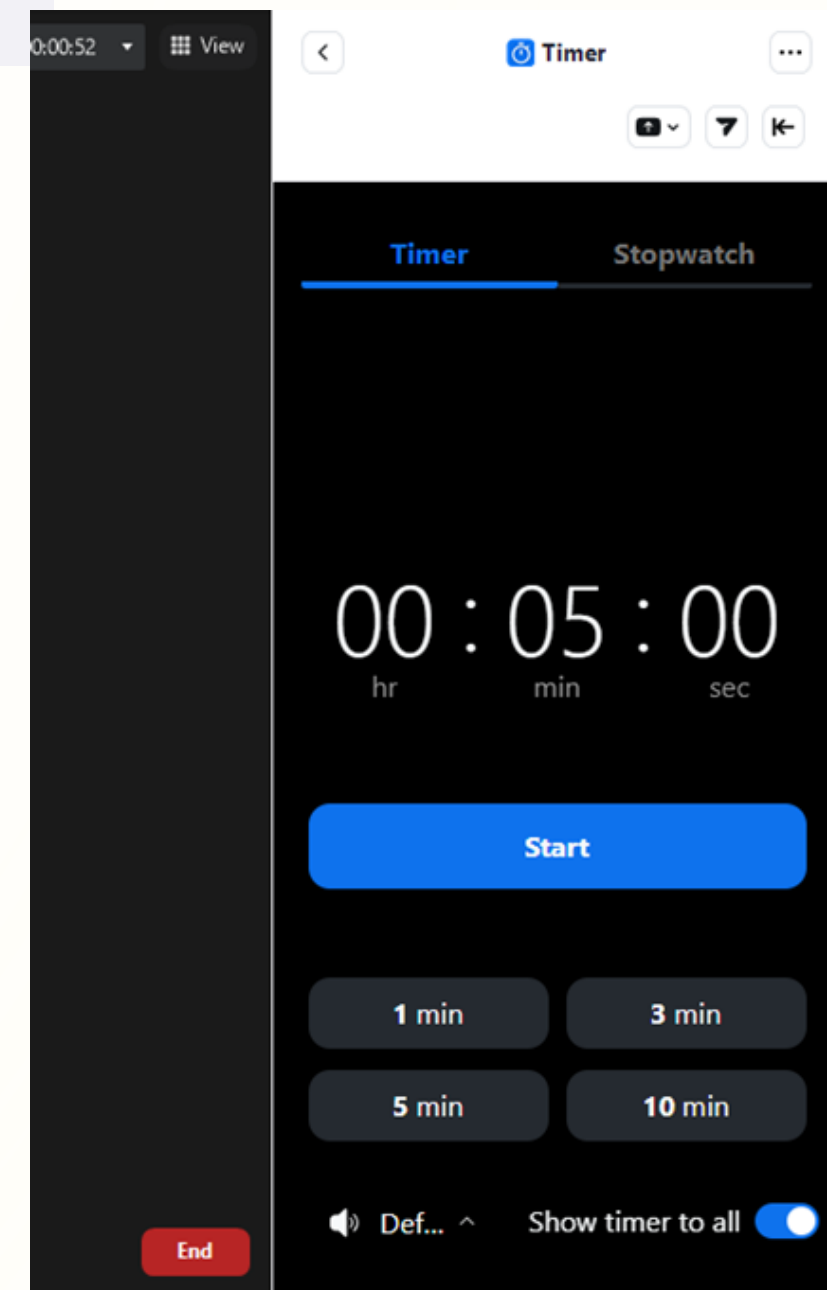 0:00:52 View
Timer
Timer Stopwatch
00 : 05 : 00
hr min sec
Start
1 min 3 min
5 min 10 min
Def... Show timer to all
End